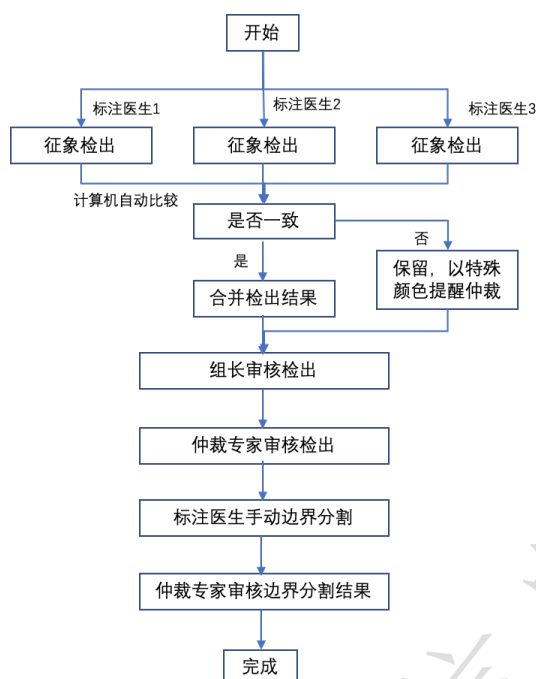 开始
标注医生1
标注医生2
标注医生3
征象检出
征象检出
征象检出
计算机自动比较
是否一致
否
是
保留，以特殊
颜色提醒仲裁
合并检出结果
组长审核检出
仲裁专家审核检出
标注医生手动边界分割
仲裁专家审核边界分割结果
完成